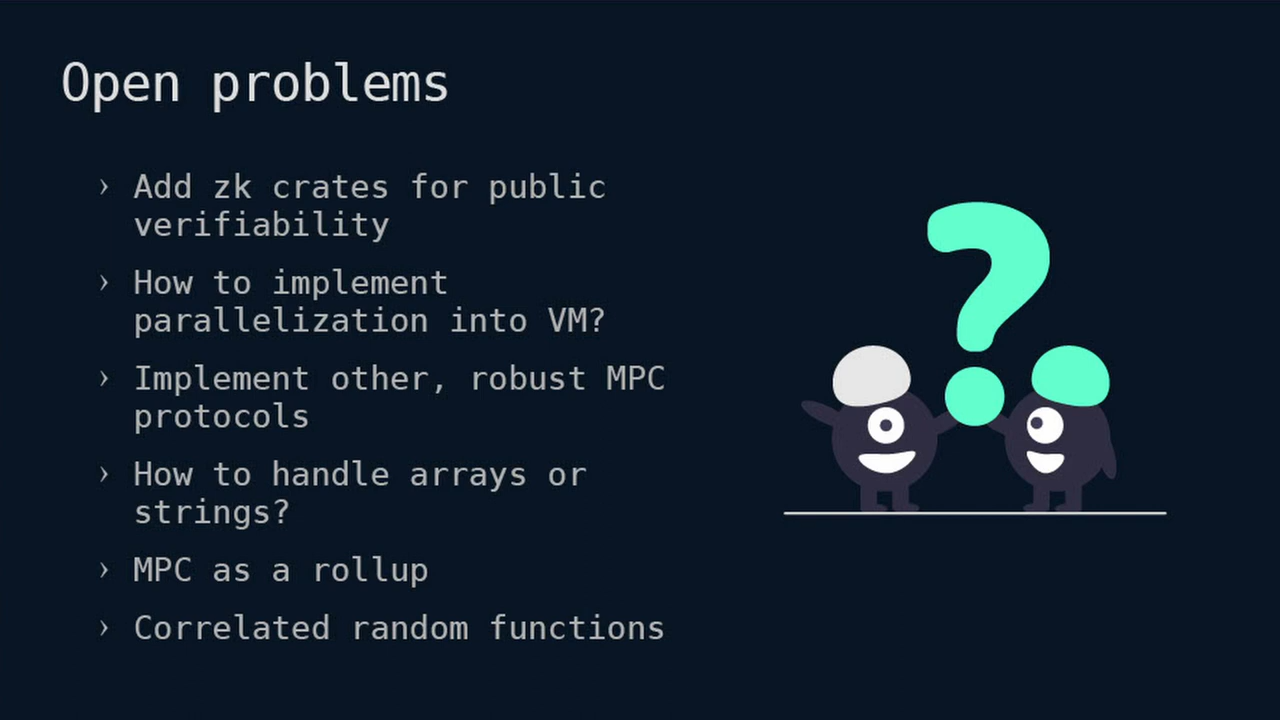 Open problems
› Add zk crates for public
verifiability
› How to implement
parallelization into VM?
› Implement other, robust MPC
protocols
› How to handle arrays or
strings?
› MPC as a rollup
› Correlated random functions
?